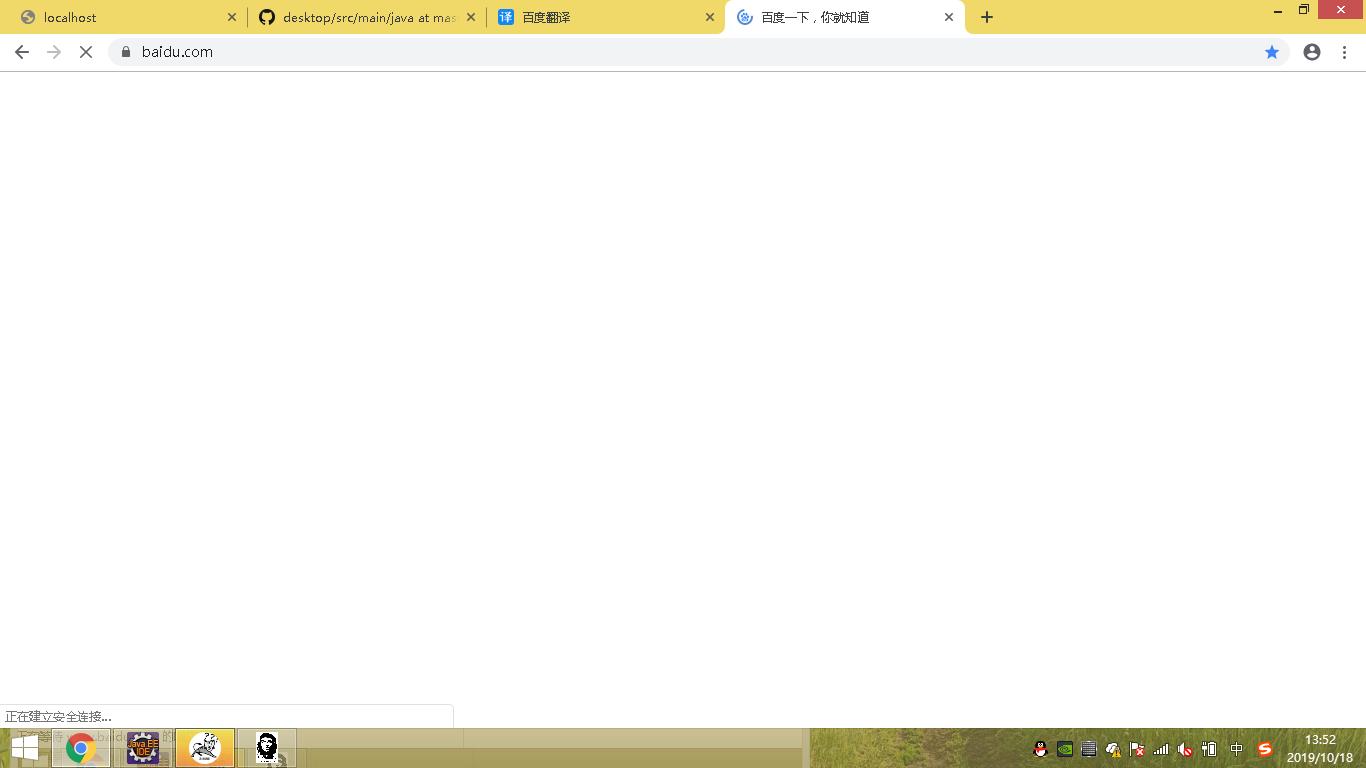 localhost
desktop/src/main/java at mas
译 百度翻译
百度一下，你就知道
baidu.com
正在建立安全连接...
Java EE
IDE
中
13:52
2019/10/18